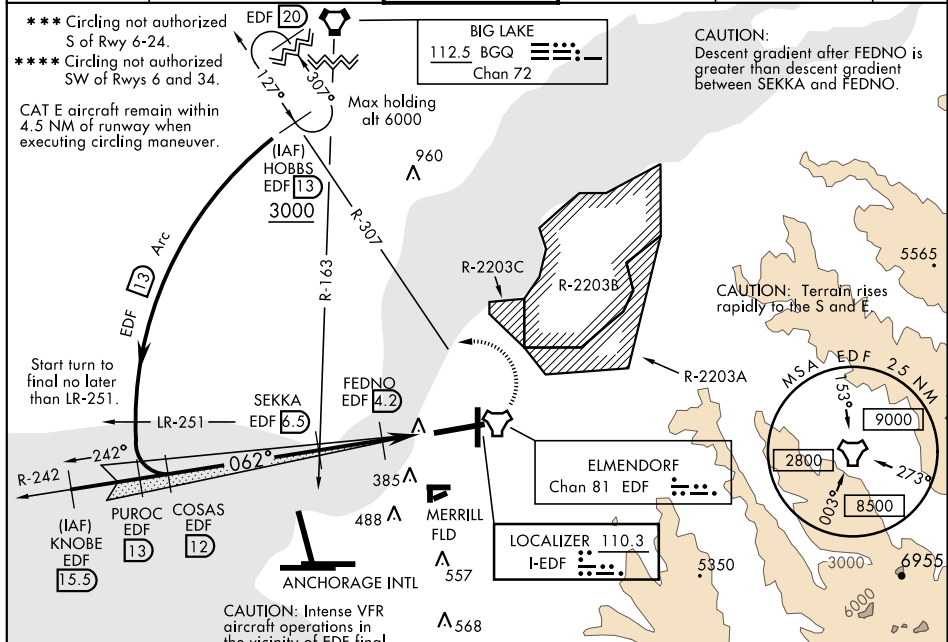 *** Circling not authorized
S of Rwy 6-24.
**** Circling not authorized
SW of Rwys 6 and 34.
CAT E aircraft remain within
4.5 NM of runway when
executing circling maneuver.
EDF 20
BIG LAKE
112.5 BGQ
Chan 72
CAUTION:
Descent gradient after FEDNO is
greater than descent gradient
between SEKKA and FEDNO.
127°
307°
Max holding
alt 6000
(IAF)
HOBBS
EDF 13
3000
960
R-307
R-163
EDF 13 Arc
R-2203C
R-2203B
R-2203A
5565
CAUTION: Terrain rises
rapidly to the S and E.
Start turn to
final no later
than LR-251.
LR-251
SEKKA
EDF 6.5
FEDNO
EDF 4.2
MSA EDF 25 NM
153°
9000
2800
273°
003°
8500
R-242
242°
062°
(IAF)
KNOBE
EDF
15.5
PUROC
EDF
13
COSAS
EDF
12
385
488
MERRILL
FLD
ELMENDORF
Chan 81 EDF
LOCALIZER 110.3
I-EDF
ANCHORAGE INTL
557
568
5350
3000
6955
6000
CAUTION: Intense VFR
aircraft operations in
the vicinity of EDF final